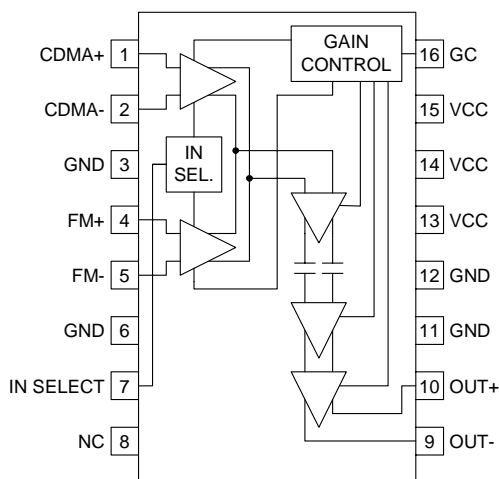 CDMA+ 1
CDMA- 2
GND 3
FM+ 4
FM- 5
GND 6
IN SELECT 7
NC 8
IN
SEL.
GAIN
CONTROL
16 GC
15 VCC
14 VCC
13 VCC
12 GND
11 GND
10 OUT+
9 OUT-